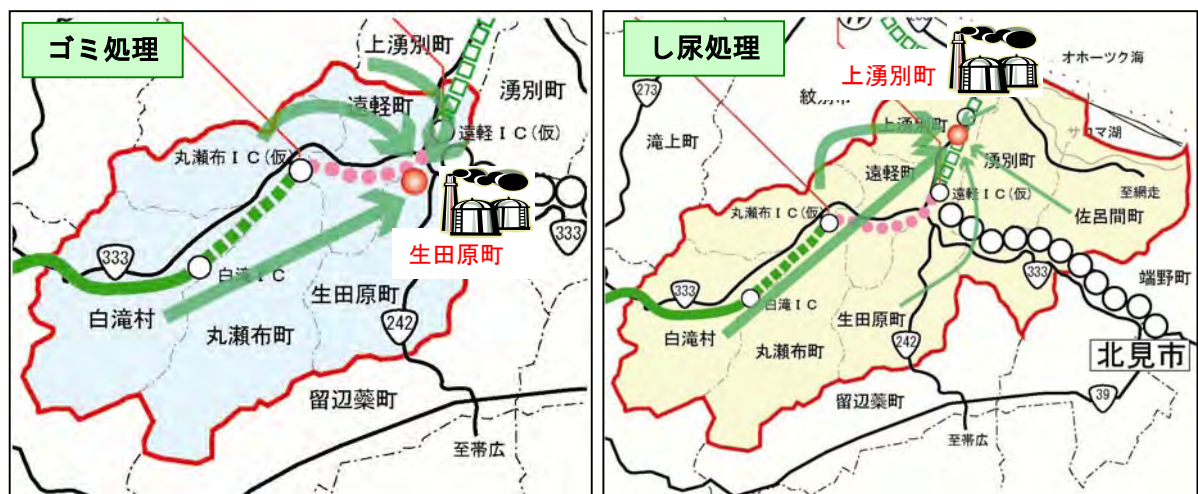 ゴミ処理
上湧別町
湧別町
遠軽町
遠軽ＩＣ(仮)
丸瀬布ＩＣ(仮)
333
生田原町
333
白滝ＩＣ
白滝村
生田原町
丸瀬布町
242
留辺蘂町
至帯広
し尿処理
上湧別町
オホーツク海
273
紋別市
上湧別町
サロマ湖
滝上町
湧別町
遠軽町
至網走
遠軽ＩＣ(仮)
佐呂間町
丸瀬布ＩＣ(仮)
333
333
端野町
白滝ＩＣ
生田原町
白滝村
242
丸瀬布町
北見市
留辺蘂町
39
至帯広